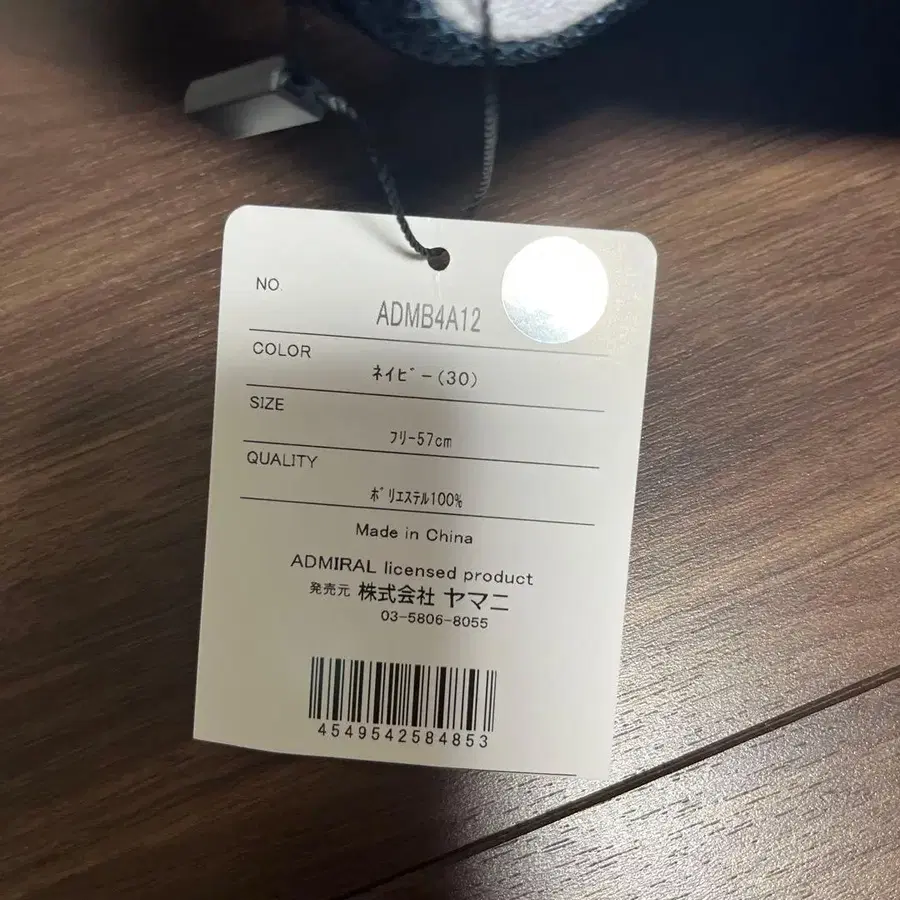 NO.
ADMB4A12
COLOR
ﾈｲﾋﾞｰ(30)
SIZE
ﾌﾘｰ57cm
QUALITY
ﾎﾟﾘｴｽﾃﾙ100%
Made in China
ADMIRAL licensed product
発売元 株式会社 ヤマニ
03-5806-8055
4549542584853